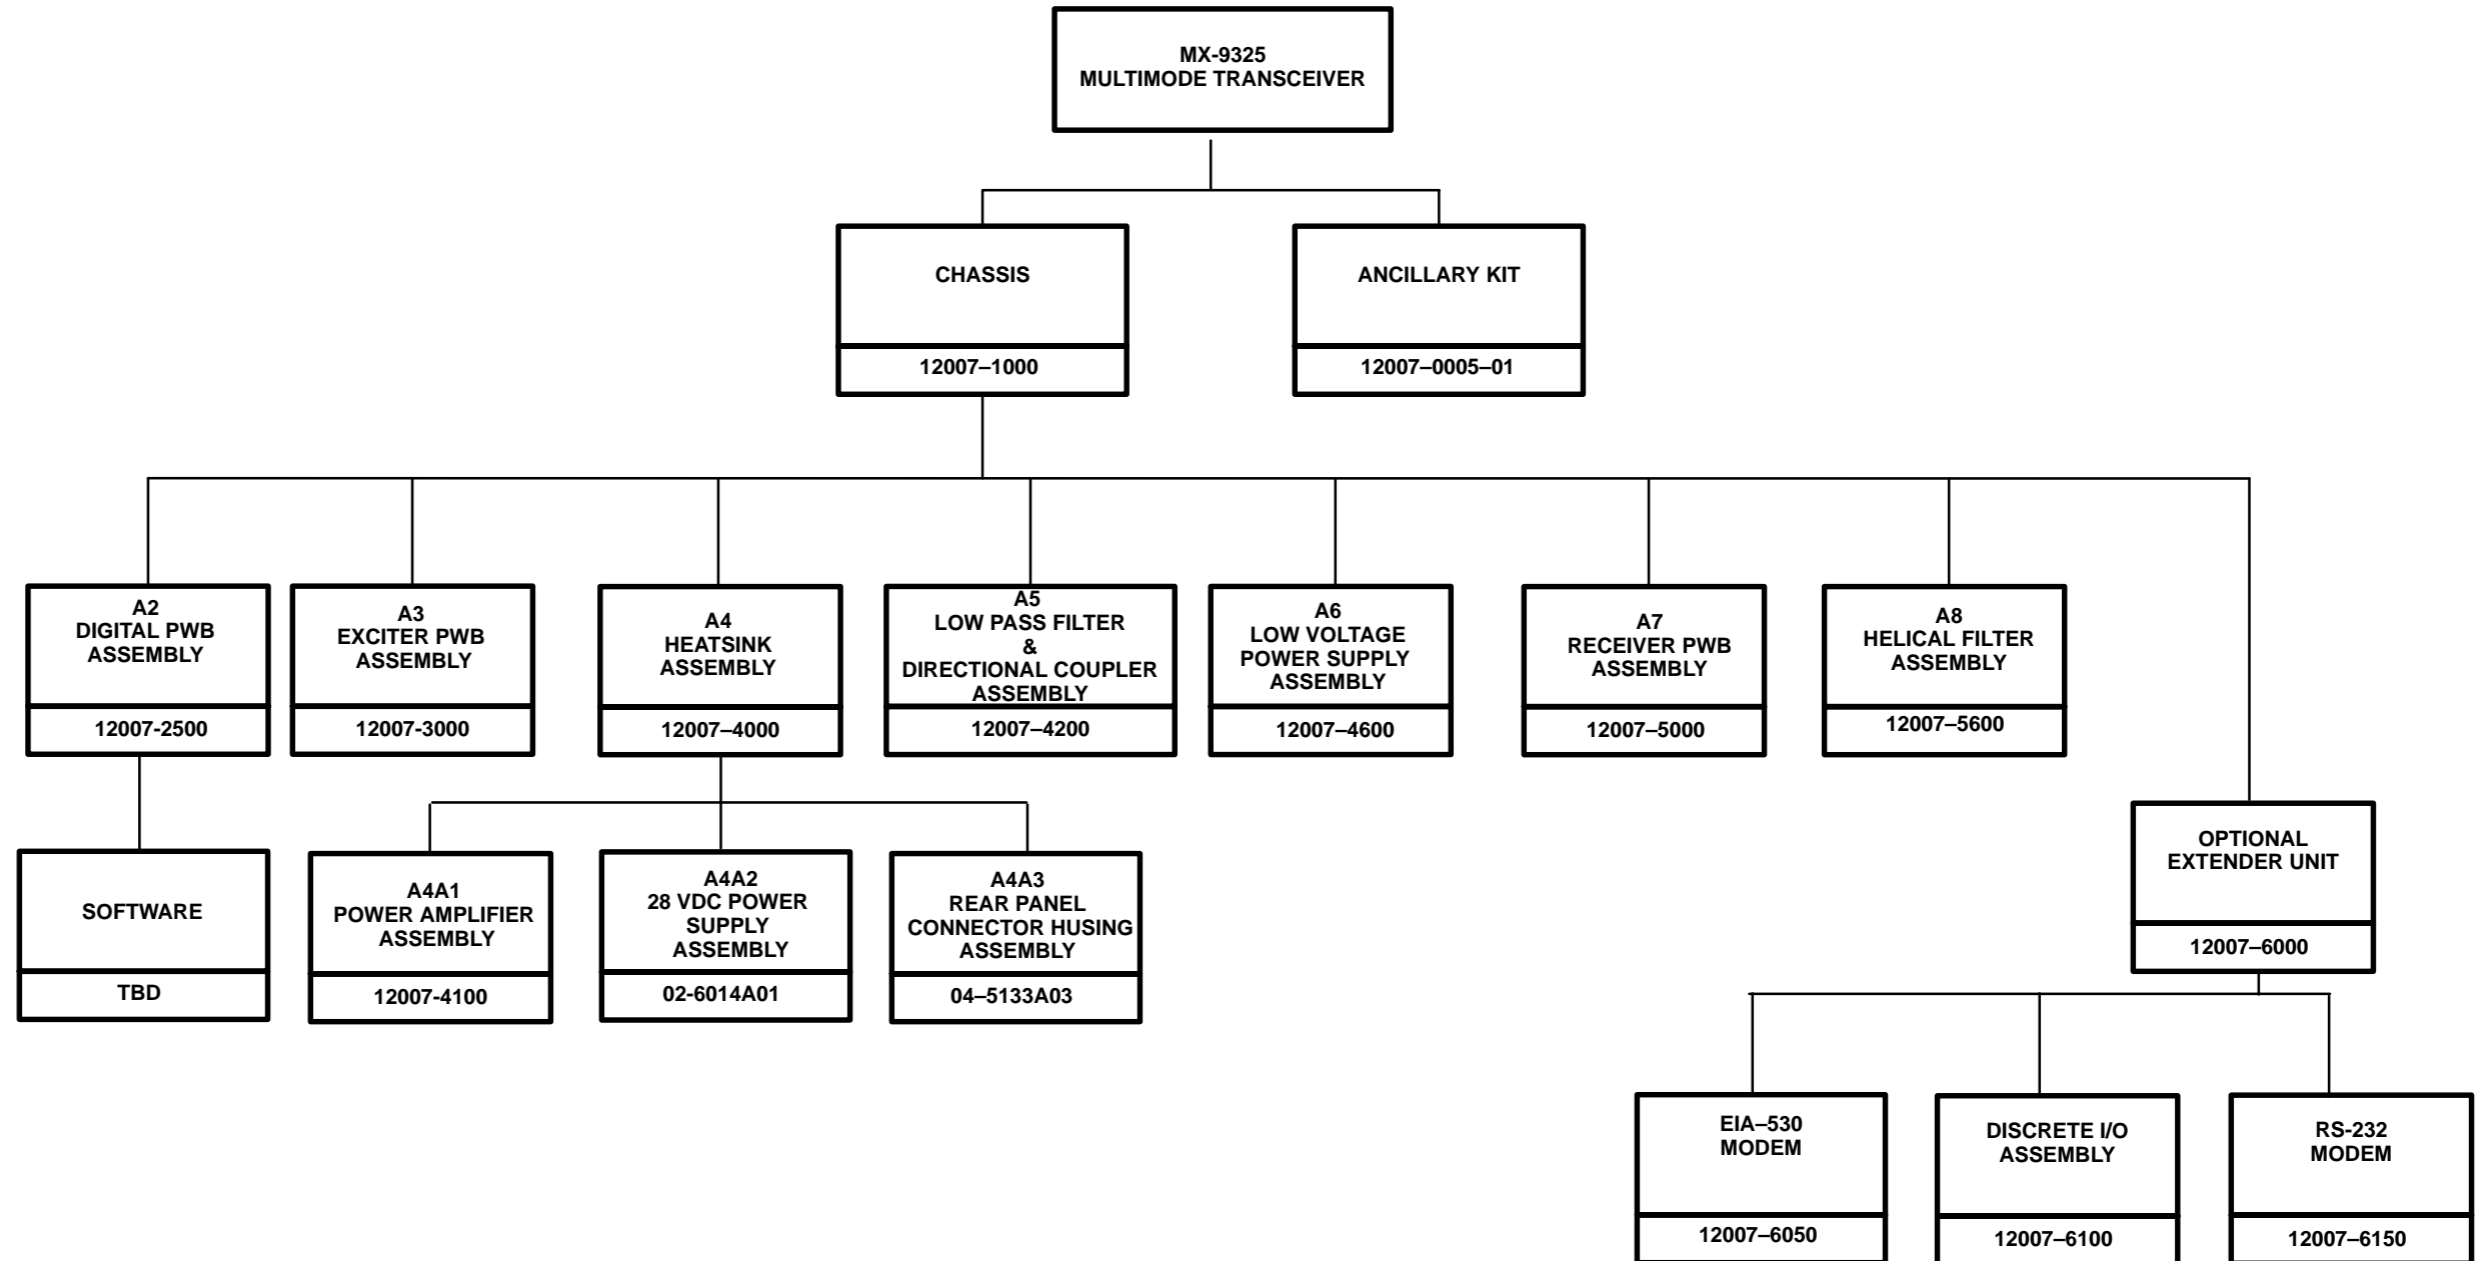 MX-9325
MULTIMODE TRANSCEIVER
CHASSIS
12007–1000
ANCILLARY KIT
12007–0005–01
A2
DIGITAL PWB
ASSEMBLY
12007-2500
A3
EXCITER PWB
ASSEMBLY
12007-3000
A4
HEATSINK
ASSEMBLY
12007–4000
A5
LOW PASS FILTER
&
DIRECTIONAL COUPLER
ASSEMBLY
12007–4200
A6
LOW VOLTAGE
POWER SUPPLY
ASSEMBLY
12007–4600
A7
RECEIVER PWB
ASSEMBLY
12007–5000
A8
HELICAL FILTER
ASSEMBLY
12007–5600
OPTIONAL
EXTENDER UNIT
12007–6000
SOFTWARE
TBD
A4A1
POWER AMPLIFIER
ASSEMBLY
12007-4100
A4A2
28 VDC POWER
SUPPLY
ASSEMBLY
02-6014A01
A4A3
REAR PANEL
CONNECTOR HUSING
ASSEMBLY
04–5133A03
EIA–530
MODEM
12007–6050
DISCRETE I/O
ASSEMBLY
12007–6100
RS-232
MODEM
12007–6150